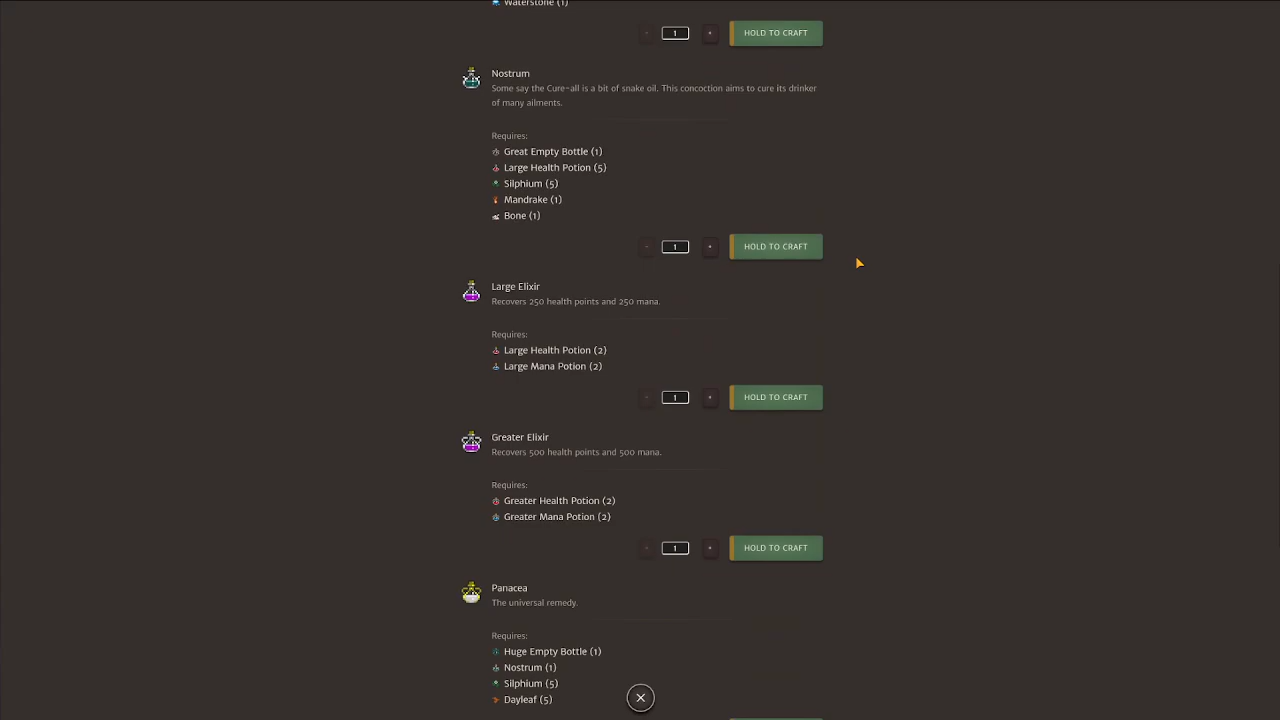 Waterstone (1)
- 1 + HOLD TO CRAFT
Nostrum
Some say the Cure-all is a bit of snake oil. This concoction aims to cure its drinker
of many ailments.
Requires:
Great Empty Bottle (1)
Large Health Potion (5)
Silphium (5)
Mandrake (1)
Bone (1)
- 1 + HOLD TO CRAFT
Large Elixir
Recovers 250 health points and 250 mana.
Requires:
Large Health Potion (2)
Large Mana Potion (2)
- 1 + HOLD TO CRAFT
Greater Elixir
Recovers 500 health points and 500 mana.
Requires:
Greater Health Potion (2)
Greater Mana Potion (2)
- 1 + HOLD TO CRAFT
Panacea
The universal remedy.
Requires:
Huge Empty Bottle (1)
Nostrum (1)
Silphium (5)
Dayleaf (5)